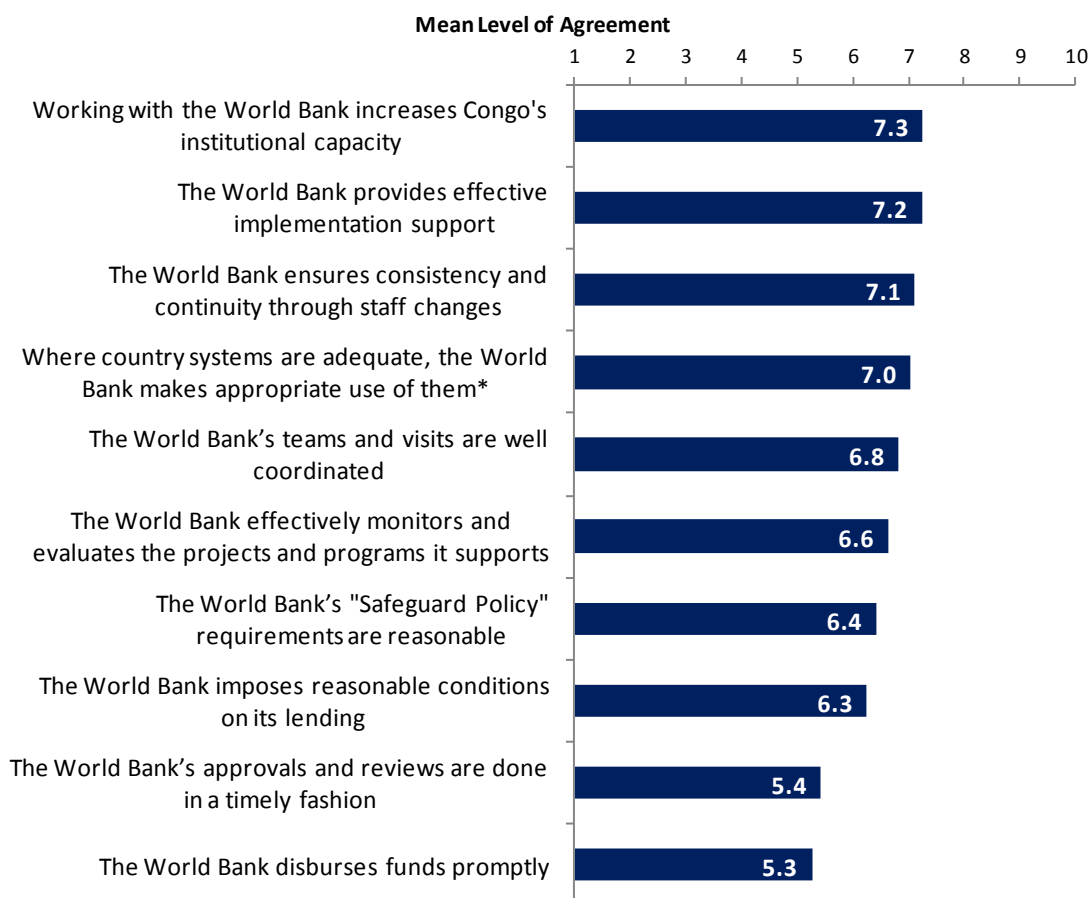 Mean Level of Agreement
1 2 3 4 5 6 7 8 9 10
Working with the World Bank increases Congo's
institutional capacity
7.3
The World Bank provides effective
implementation support
7.2
The World Bank ensures consistency and
continuity through staff changes
7.1
Where country systems are adequate, the World
Bank makes appropriate use of them*
7.0
The World Bank’s teams and visits are well
coordinated
6.8
The World Bank effectively monitors and
evaluates the projects and programs it supports
6.6
The World Bank’s "Safeguard Policy"
requirements are reasonable
6.4
The World Bank imposes reasonable conditions
on its lending
6.3
The World Bank’s approvals and reviews are done
in a timely fashion
5.4
The World Bank disburses funds promptly
5.3